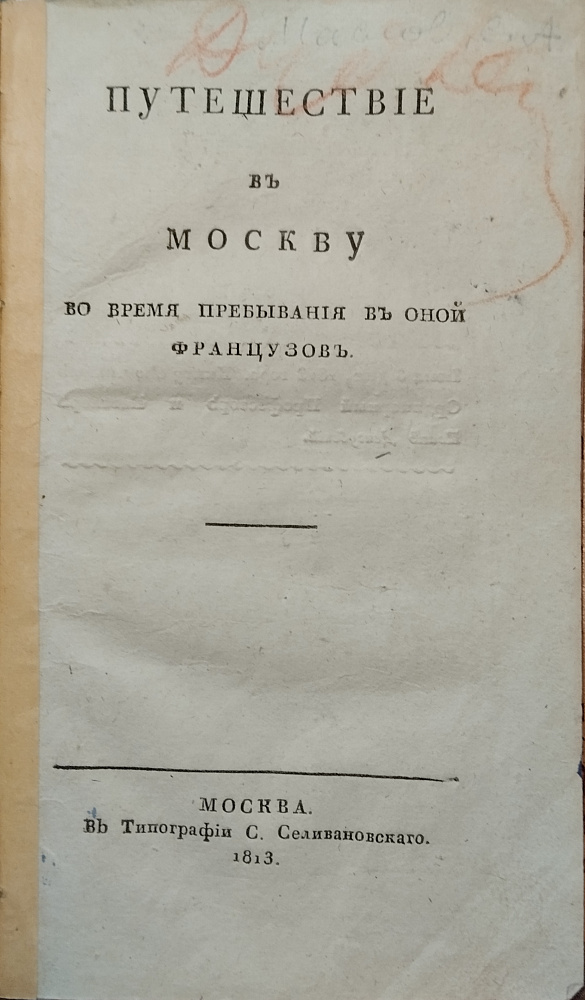 ПУТЕШЕСТВІЕ
ВЪ
МОСКВУ
ВО ВРЕМЯ ПРЕБЫВАНІЯ ВЪ ОНОЙ
ФРАНЦУЗОВЪ.
МОСКВА.
Въ Типографіи С. Селивановскаго.
1813.